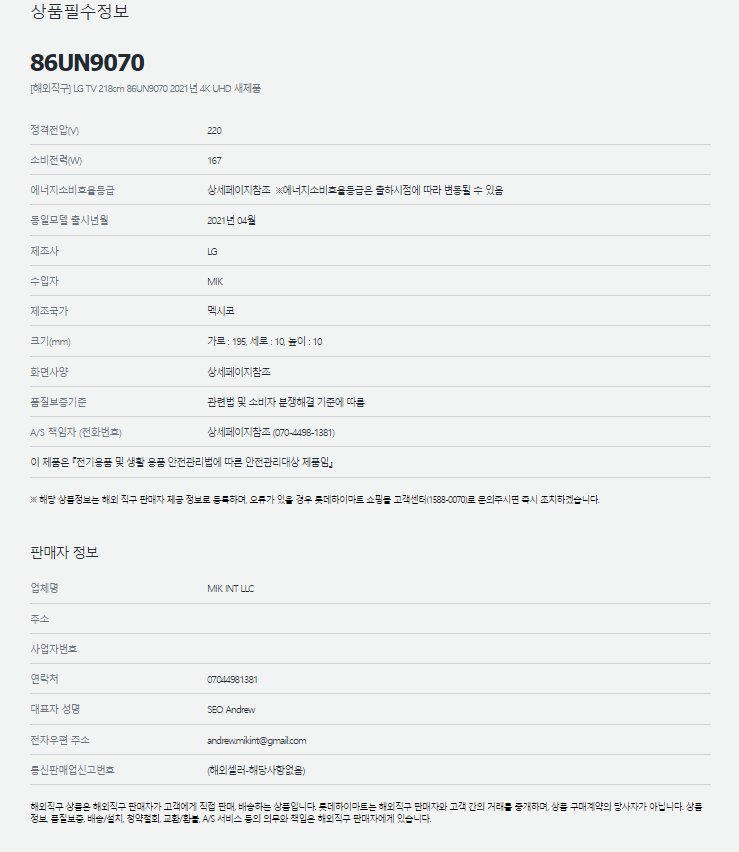 상품필수정보
86UN9070
[해외직구] LG TV 218cm 86UN9070 2021년 4K UHD 새제품
정격전압(V) 220
소비전력(W) 167
에너지소비효율등급 상세페이지참조 ※에너지소비효율등급은 출하시점에 따라 변동될 수 있음
동일모델 출시년월 2021년 04월
제조사 LG
수입자 MIK
제조국가 멕시코
크기(mm) 가로 : 195, 세로 : 10, 높이 : 10
화면사양 상세페이지참조
품질보증기준 관련법 및 소비자 분쟁해결 기준에 따름
A/S 책임자 (전화번호) 상세페이지참조 (070-4498-1381)
이 제품은 『전기용품 및 생활 용품 안전관리법에 따른 안전관리대상 제품임』
※ 해당 상품정보는 해외 직구 판매자 제공 정보로 등록하며, 오류가 있을 경우 롯데하이마트 쇼핑몰 고객센터(1588-0070)로 문의주시면 즉시 조치하겠습니다.
판매자 정보
업체명 MIK INT LLC
주소
사업자번호
연락처 07044981381
대표자 성명 SEO Andrew
전자우편 주소 andrew.mikint@gmail.com
통신판매업신고번호 (해외셀러-해당사항없음)
해외직구 상품은 해외직구 판매자가 고객에게 직접 판매, 배송하는 상품입니다. 롯데하이마트는 해외직구 판매자와 고객 간의 거래를 중개하며, 상품 구매계약의 당사자가 아닙니다. 상품
정보, 품질보증, 배송/설치, 청약철회, 교환/환불, A/S 서비스 등의 의무와 책임은 해외직구 판매자에게 있습니다.